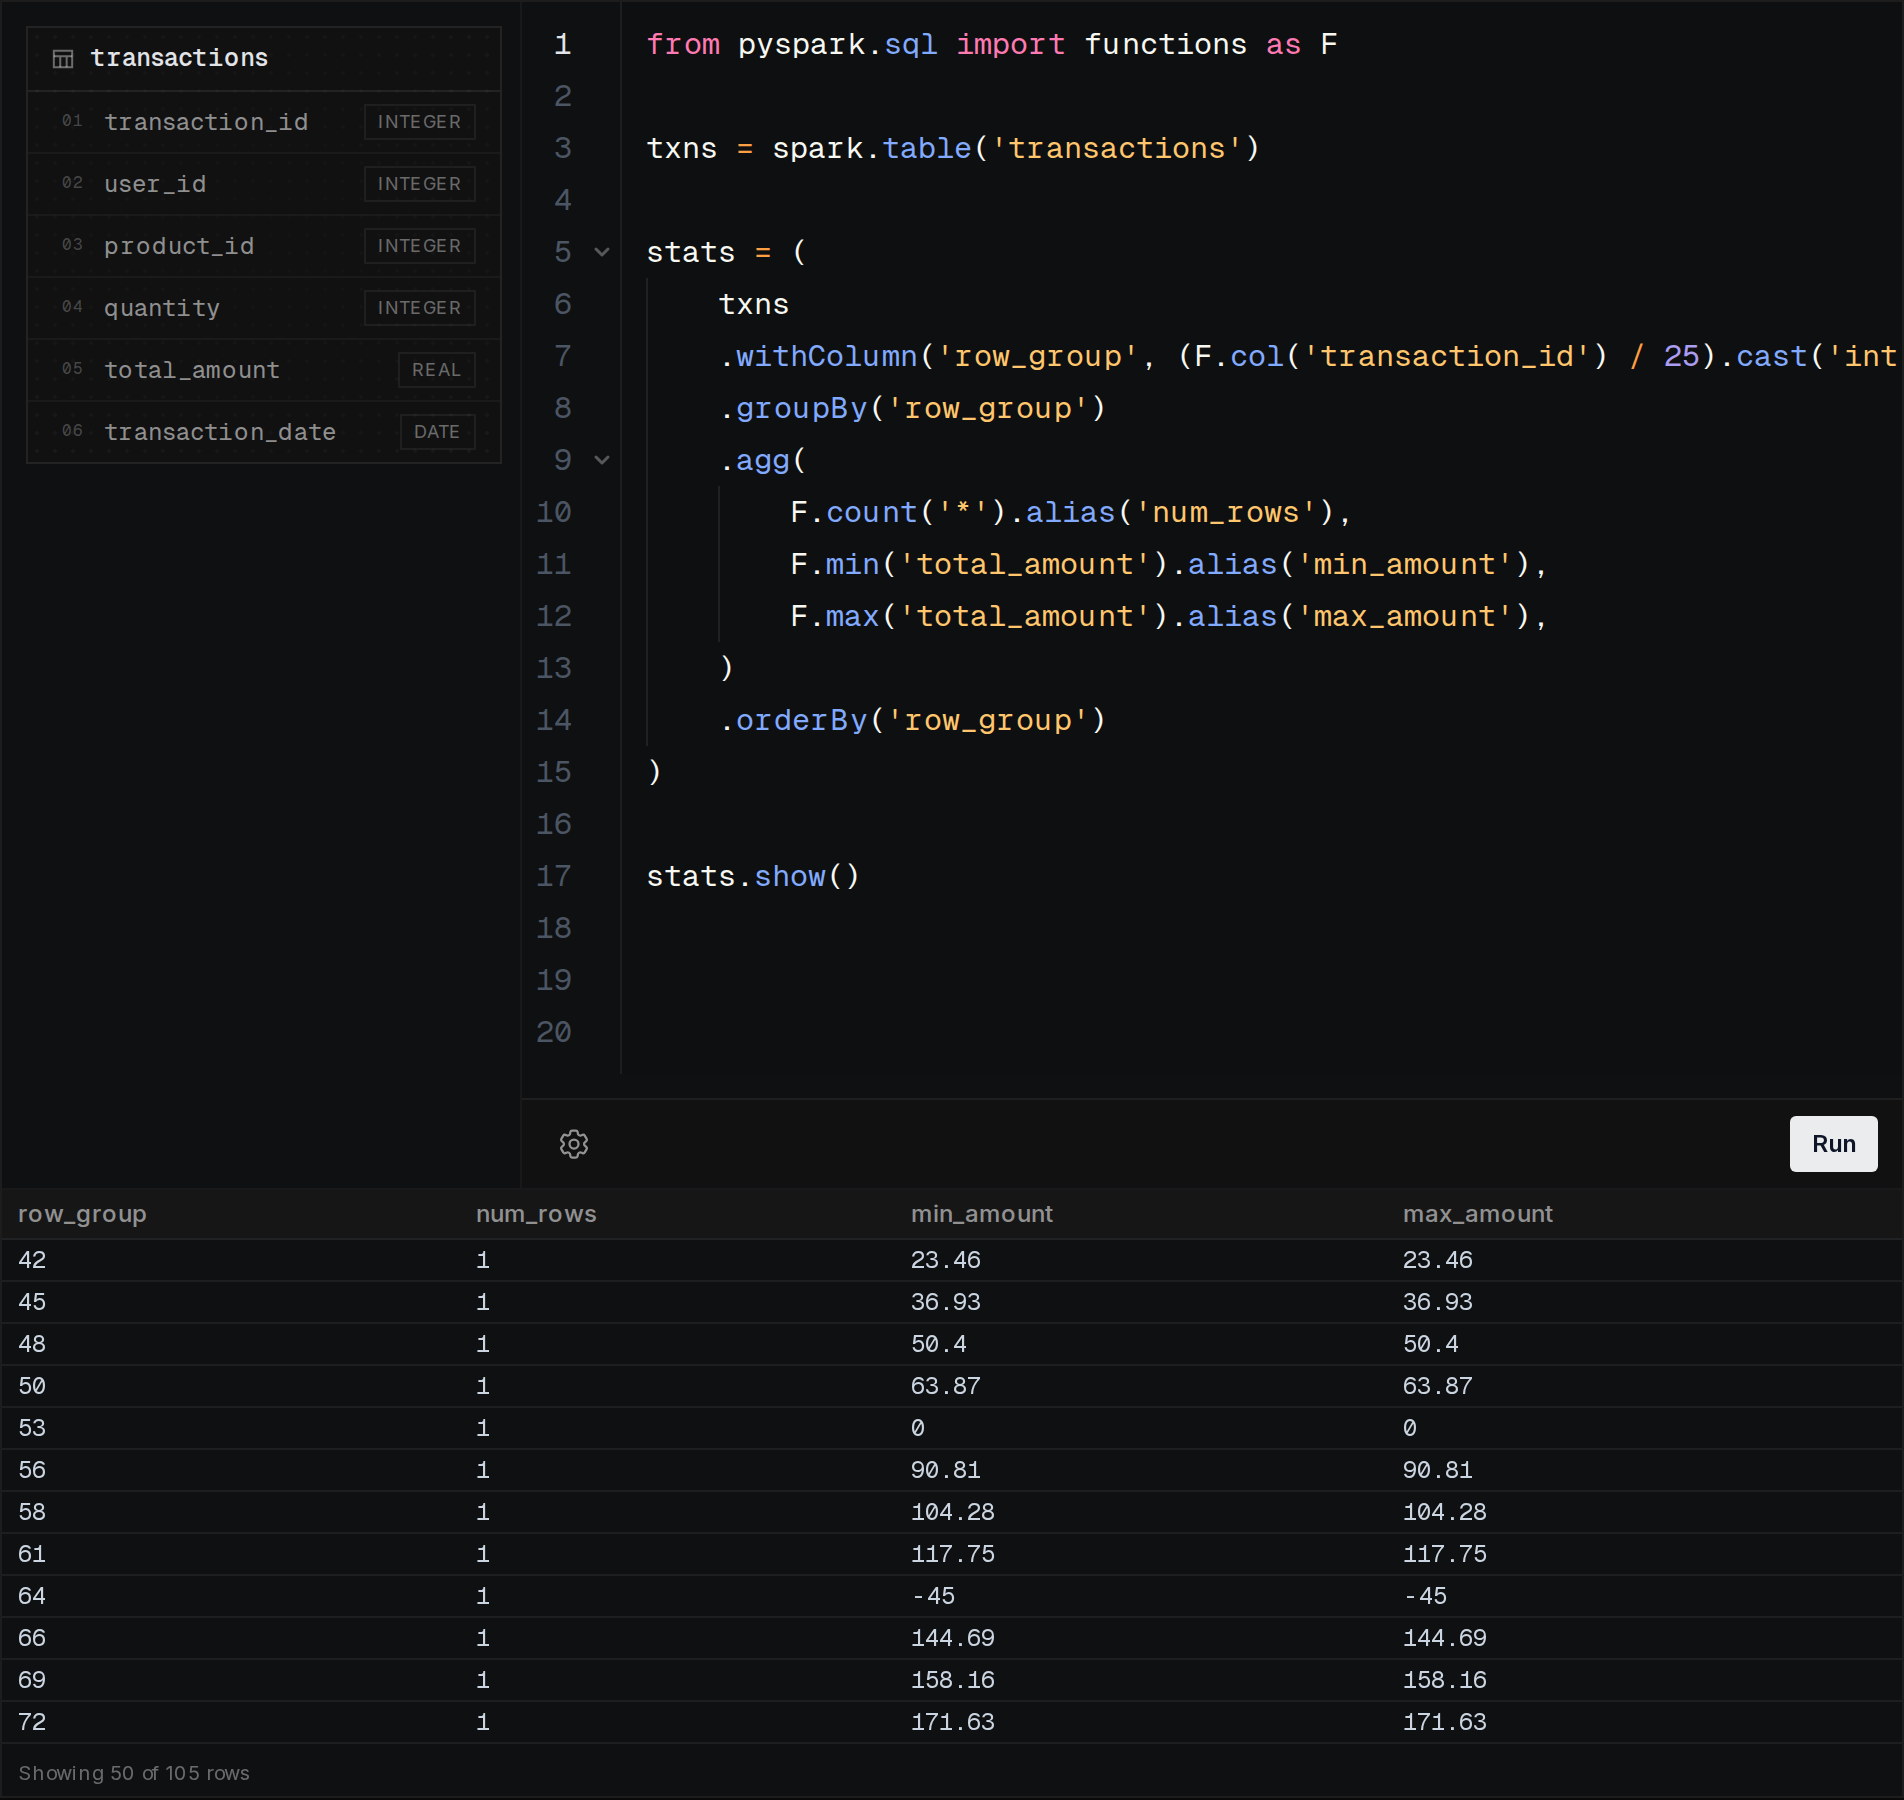 transactions
01 transaction_id INTEGER
02 user_id INTEGER
03 product_id INTEGER
04 quantity INTEGER
05 total_amount REAL
06 transaction_date DATE
1 from pyspark.sql import functions as F
2
3 txns = spark.table('transactions')
4
5 stats = (
6 txns
7 .withColumn('row_group', (F.col('transaction_id') / 25).cast('int
8 .groupBy('row_group')
9 .agg(
10 F.count('*').alias('num_rows'),
11 F.min('total_amount').alias('min_amount'),
12 F.max('total_amount').alias('max_amount'),
13 )
14 .orderBy('row_group')
15 )
16
17 stats.show()
18
19
20
Run
row_group num_rows min_amount max_amount
42 1 23.46 23.46
45 1 36.93 36.93
48 1 50.4 50.4
50 1 63.87 63.87
53 1 0 0
56 1 90.81 90.81
58 1 104.28 104.28
61 1 117.75 117.75
64 1 -45 -45
66 1 144.69 144.69
69 1 158.16 158.16
72 1 171.63 171.63
Showing 50 of 105 rows